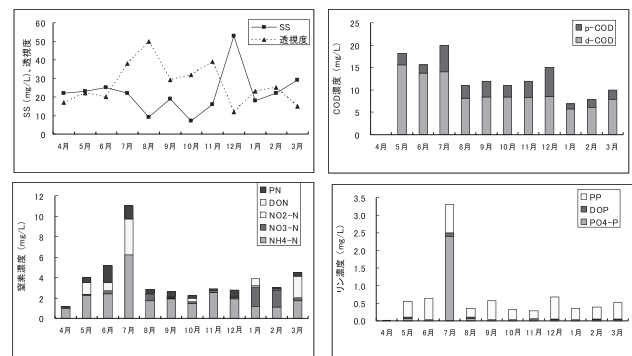 SS (mg/L)、透視度
60
50
40
30
20
10
0
SS
透視度
4月 5月 6月 7月 8月 9月 10月 11月 12月 1月 2月 3月
COD濃度 (mg/L)
25
20
15
10
5
0
p-COD
d-COD
4月 5月 6月 7月 8月 9月 10月 11月 12月 1月 2月 3月
窒素濃度 (mg/L)
12
10
8
6
4
2
0
PN
DON
NO2-N
NO3-N
NH4-N
4月 5月 6月 7月 8月 9月 10月 11月 12月 1月 2月 3月
リン濃度 (mg/L)
3.5
3.0
2.5
2.0
1.5
1.0
0.5
0.0
PP
DOP
PO4-P
4月 5月 6月 7月 8月 9月 10月 11月 12月 1月 2月 3月